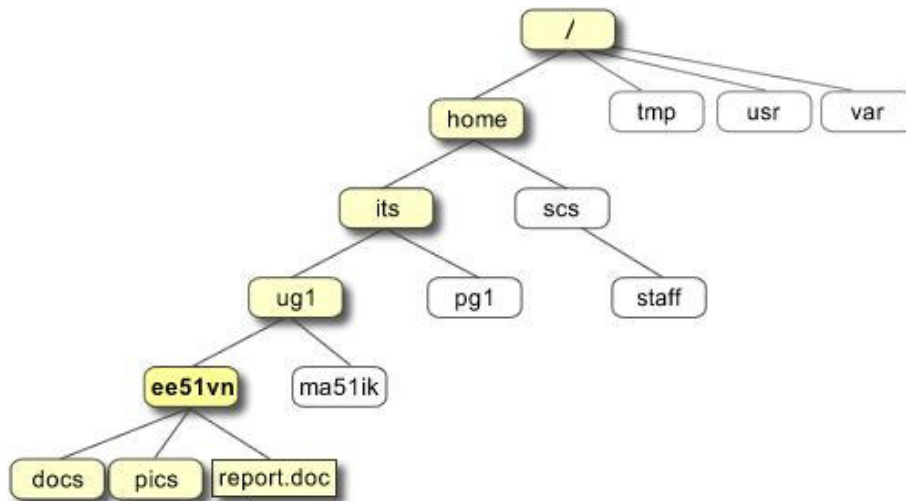 /
home
tmp
usr
var
its
scs
ug1
pg1
staff
ee51vn
ma51ik
docs
pics
report.doc